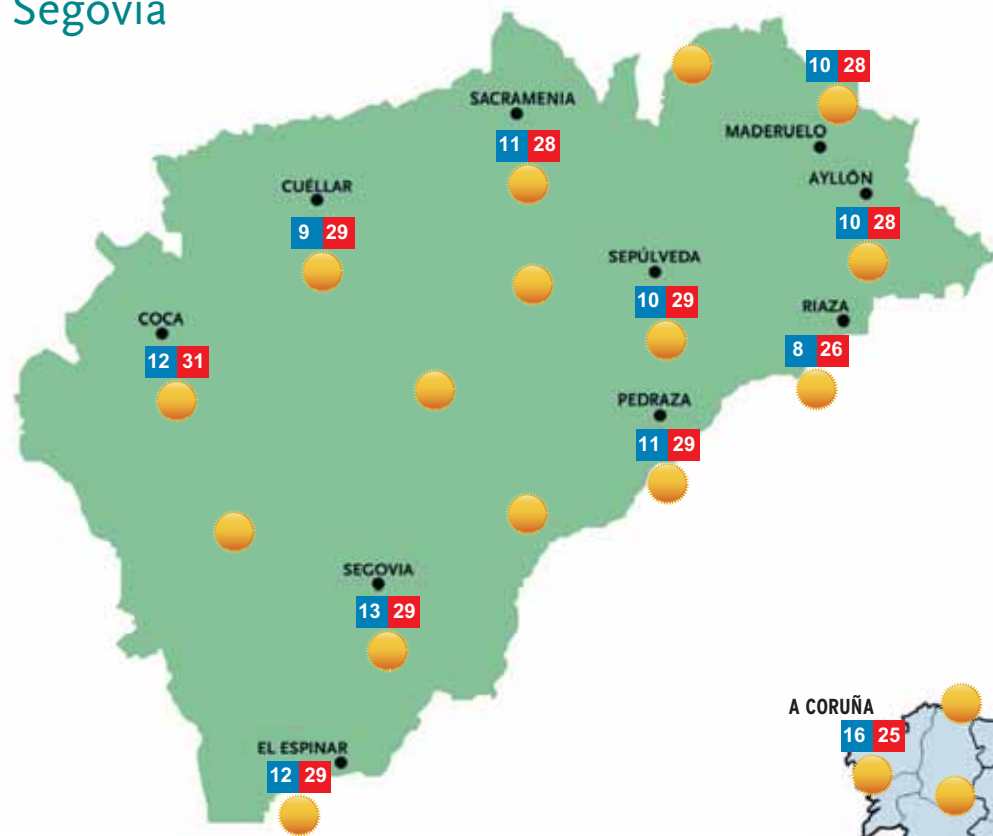 Segovia
10 28
SACRAMENIA
11 28
MADERUELO
AYLLÓN
10 28
CUÉLLAR
9 29
SEPÚLVEDA
10 29
RIAZA
8 26
COCA
12 31
PEDRAZA
11 29
SEGOVIA
13 29
A CORUÑA
16 25
EL ESPINAR
12 29